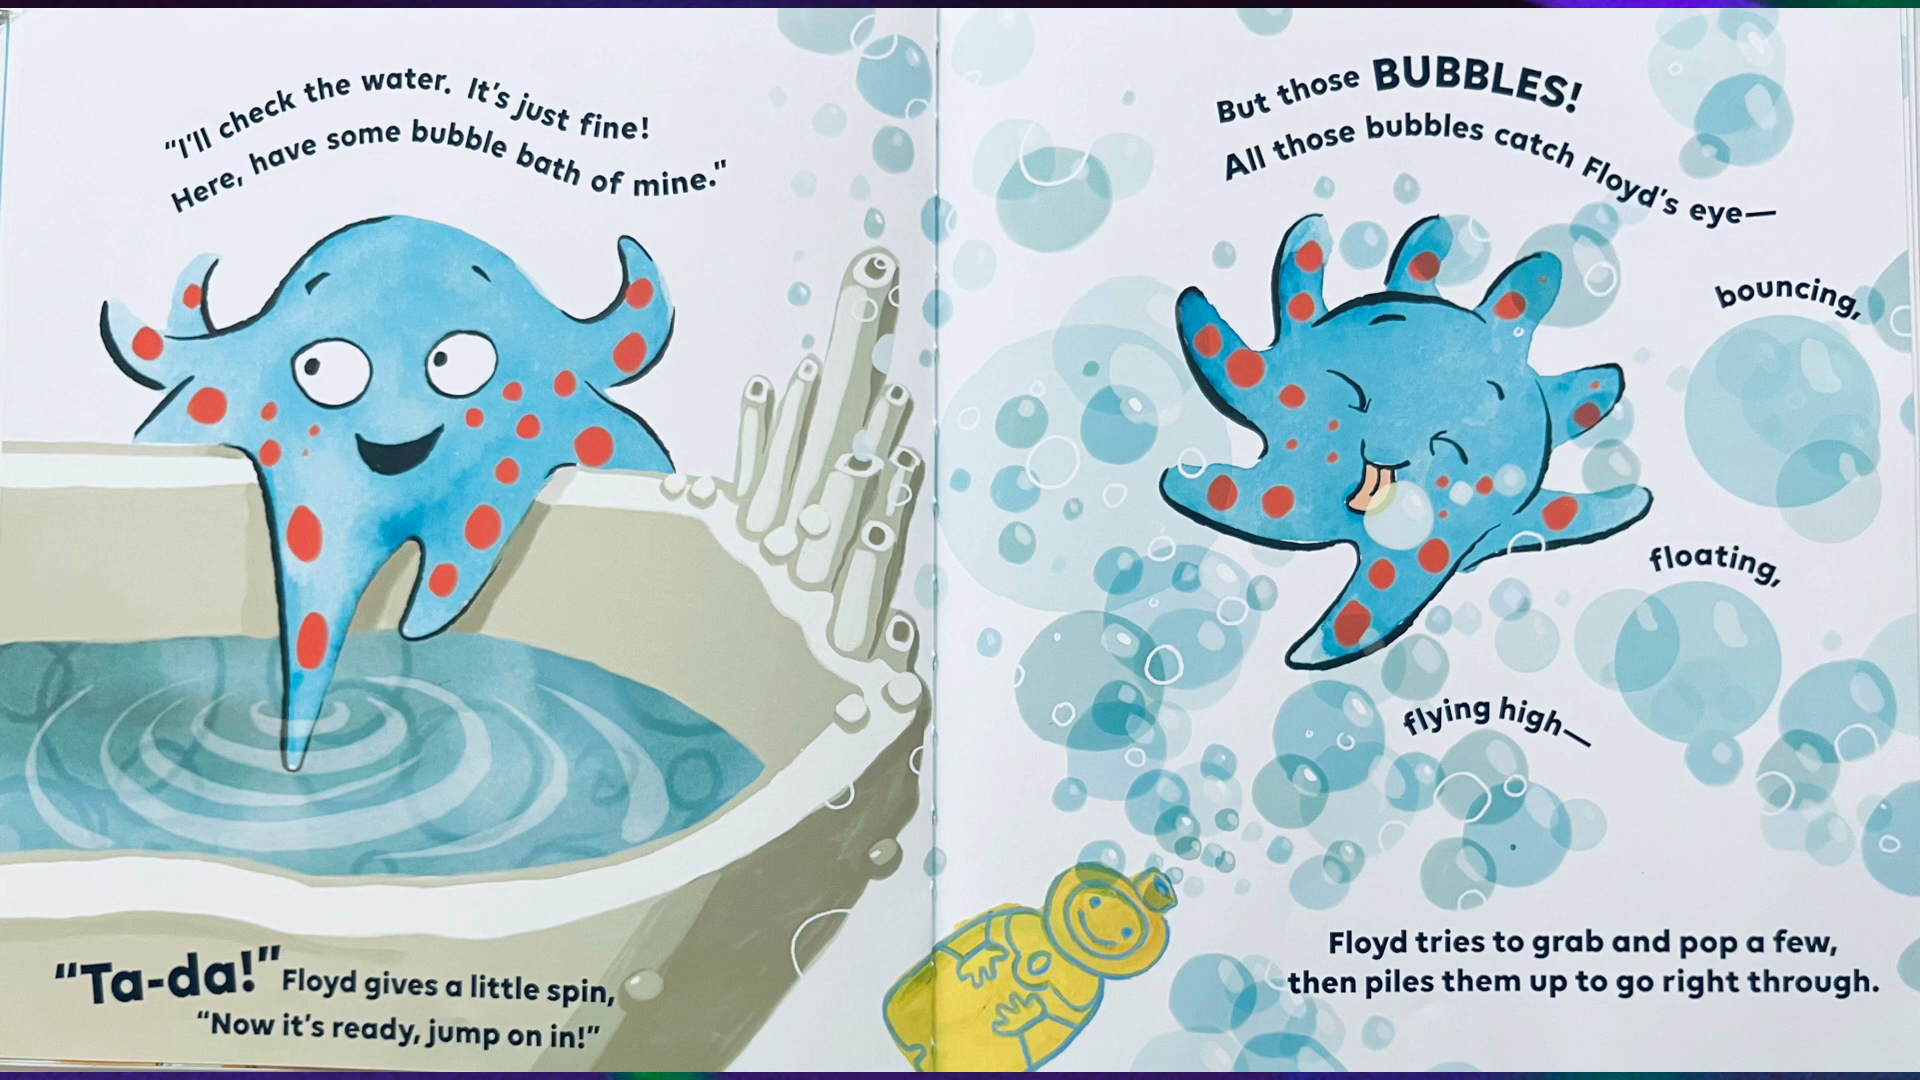 “I’ll check the water. It’s just fine!
Here, have some bubble bath of mine.”
“Ta-da!” Floyd gives a little spin,
“Now it’s ready, jump on in!”
But those BUBBLES!
All those bubbles catch Floyd’s eye—
bouncing,
floating,
flying high—
Floyd tries to grab and pop a few,
then piles them up to go right through.